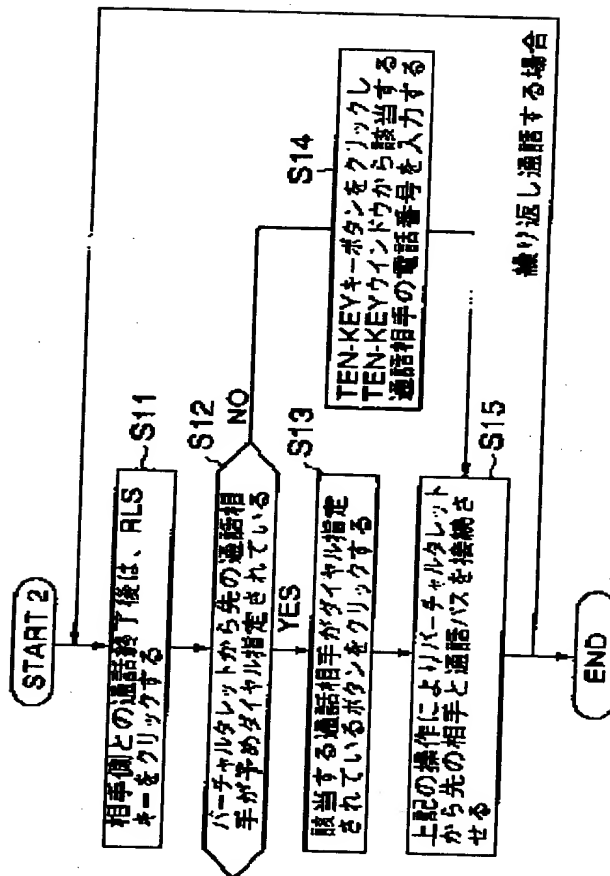 START 2
S11
相手側との通話終了後は、RLS
キーをクリックする
S12
バーチャルタレットから先の通話相
手が予めダイヤル指定されている
NO
YES
S13
該当する通話相手がダイヤル指定
されているボタンをクリックする
S14
TEN-KEYキーボタンをクリックし
TEN-KEYウインドウから該当する
通話相手の電話番号を入力する
S15
上記の操作によりバーチャルタレット
から先の相手と通話パスを接続さ
せる
繰り返し通話する場合
END